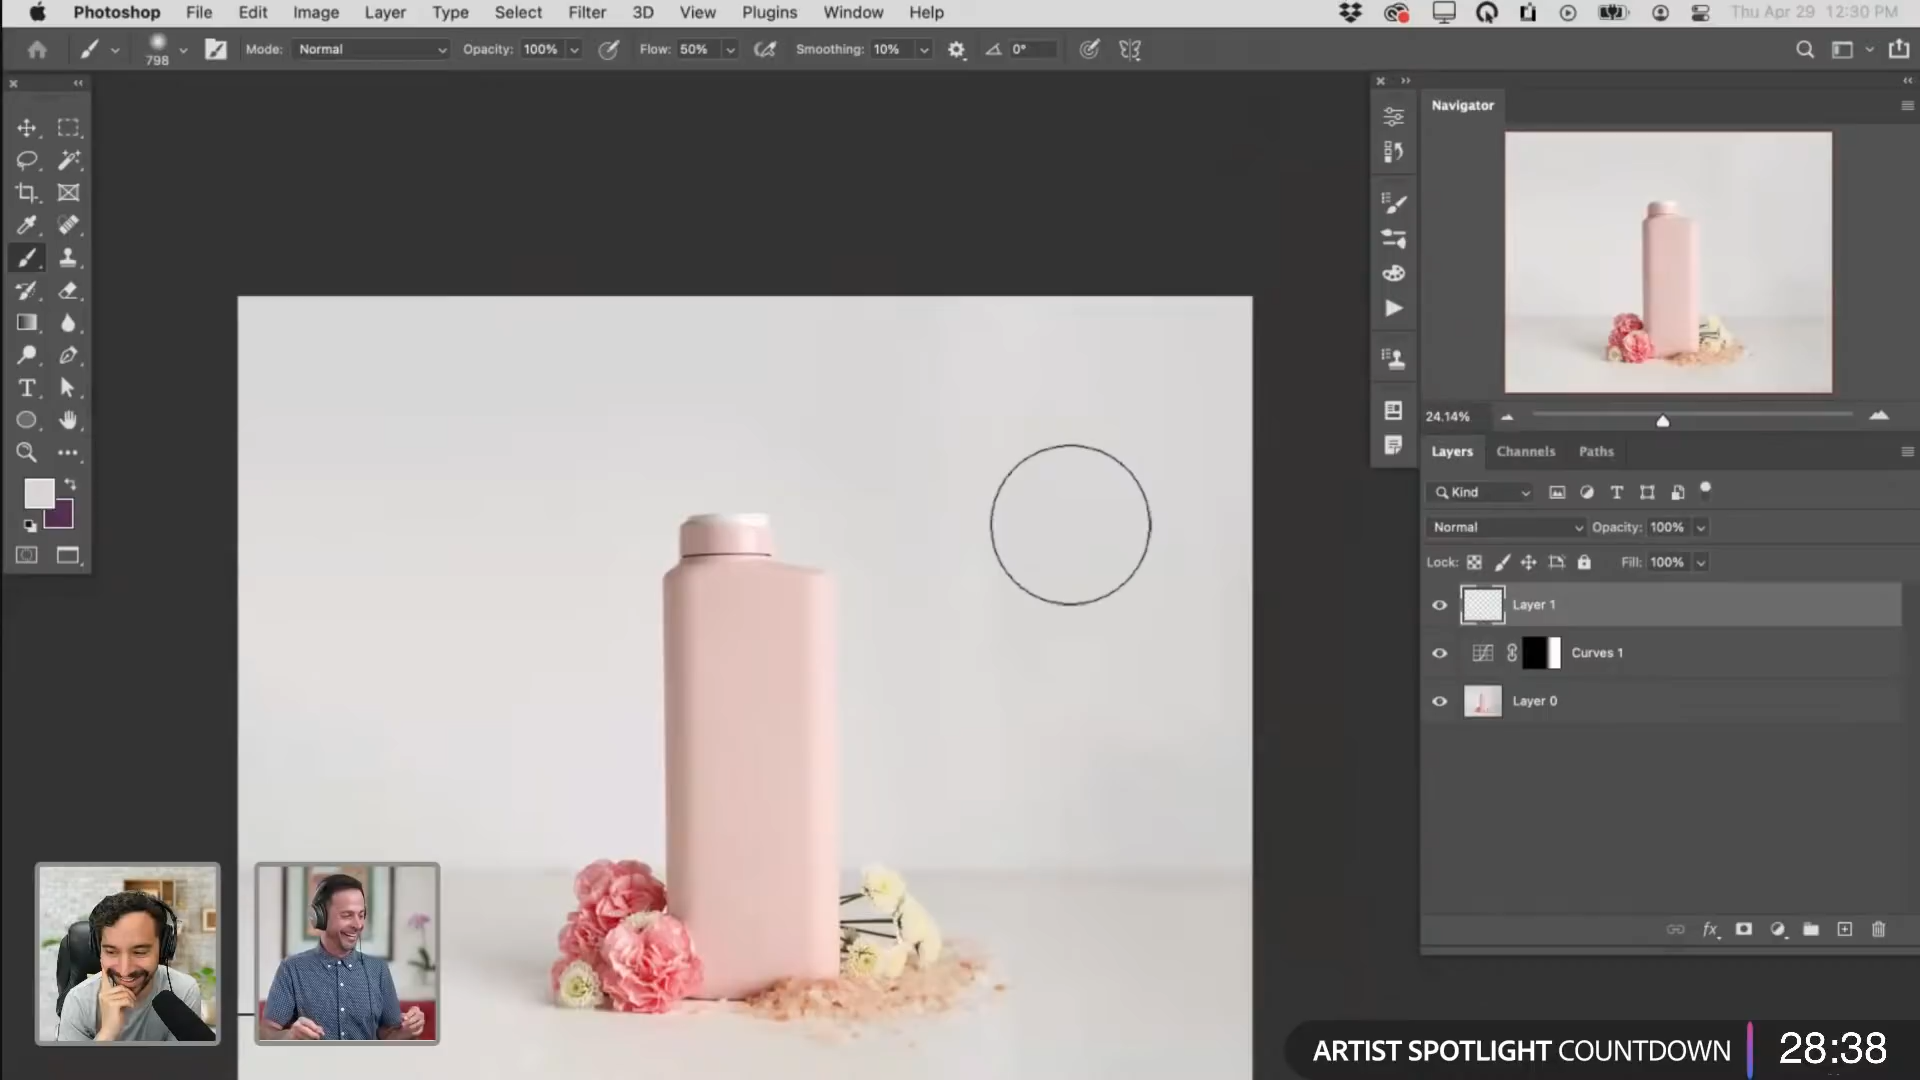 Photoshop File Edit Image Layer Type Select Filter 3D View Plugins Window Help Thu Apr 29 12:30 PM
798 Mode: Normal Opacity: 100% Flow: 50% Smoothing: 10% 0°
Navigator
24.14%
Layers Channels Paths
Kind
Normal Opacity: 100%
Lock: Fill: 100%
Layer 1
Curves 1
Layer 0
fx
ARTIST SPOTLIGHT COUNTDOWN 28:38